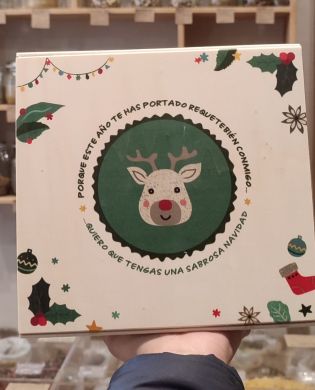 PORQUE ESTE AÑO TE HAS PORTADO REQUETEBIÉN CONMIGO...
...QUIERO QUE TENGAS UNA SABROSA NAVIDAD